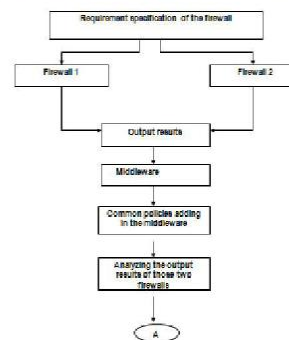 Requirement specification of the firewall
Firewall 1
Firewall 2
Output results
Middleware
Common policies adding
in the middleware
Analyzing the output
results of those two
firewalls
A